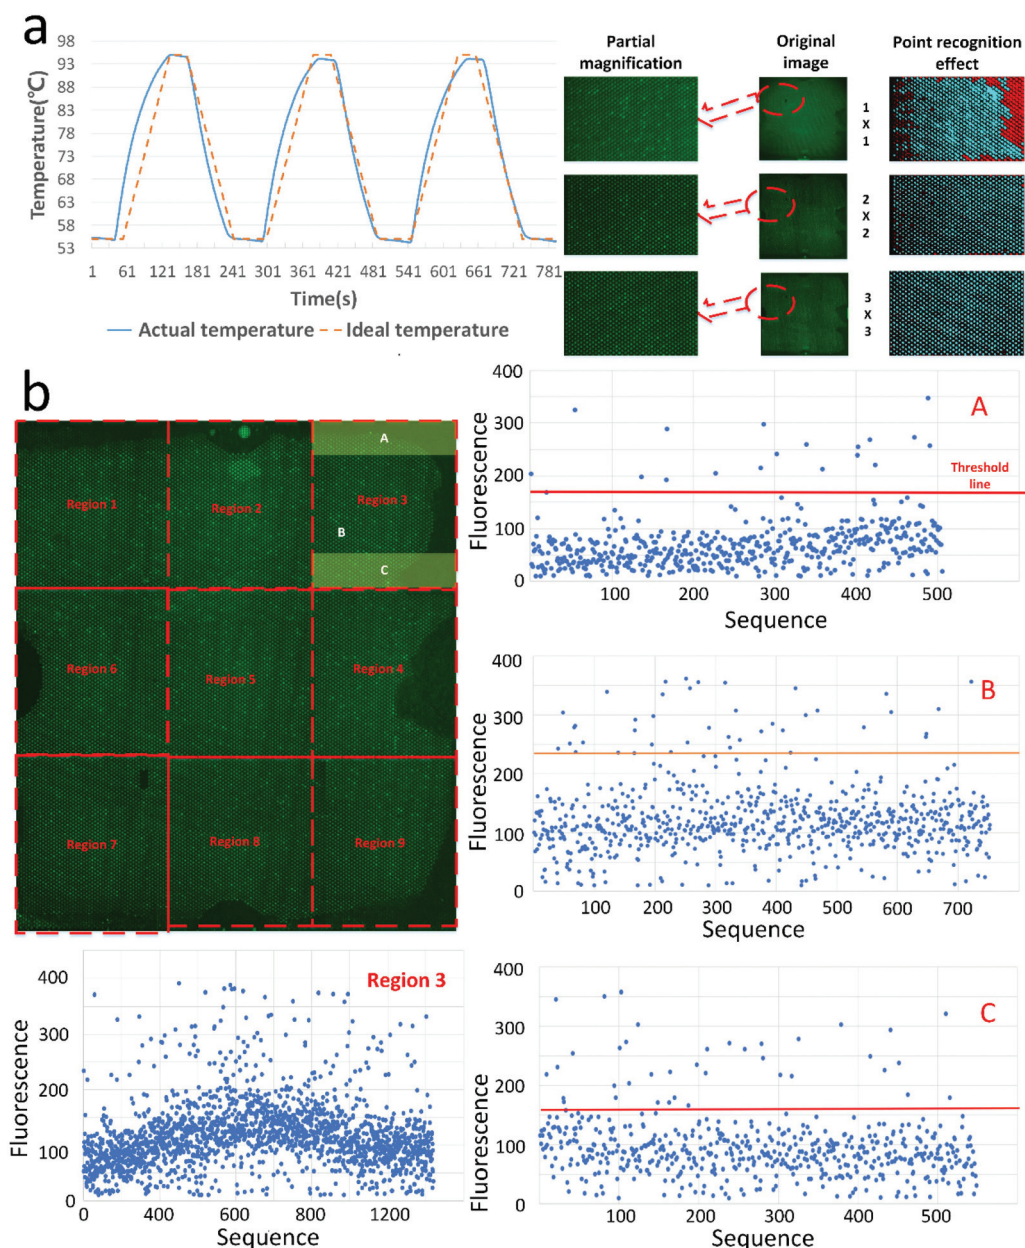 a
98
93
88
83
78
73
68
63
58
53
Temperature(℃)
1 61 121 181 241 301 361 421 481 541 601 661 721 781
Time(s)
Actual temperature
Ideal temperature
Partial
magnification
Original
image
Point recognition
effect
1
X
1
2
X
2
3
X
3
b
Region 1
Region 2
Region 3
A
B
C
Region 6
Region 5
Region 4
Region 7
Region 8
Region 9
A
400
300
200
100
0
Fluorescence
Threshold
line
100 200 300 400 500
Sequence
B
400
300
200
100
0
Fluorescence
100 200 300 400 500 600 700
Sequence
Region 3
400
300
200
100
0
Fluorescence
0 400 600 800 1200
Sequence
C
400
300
200
100
0
Fluorescence
100 200 300 400 500
Sequence